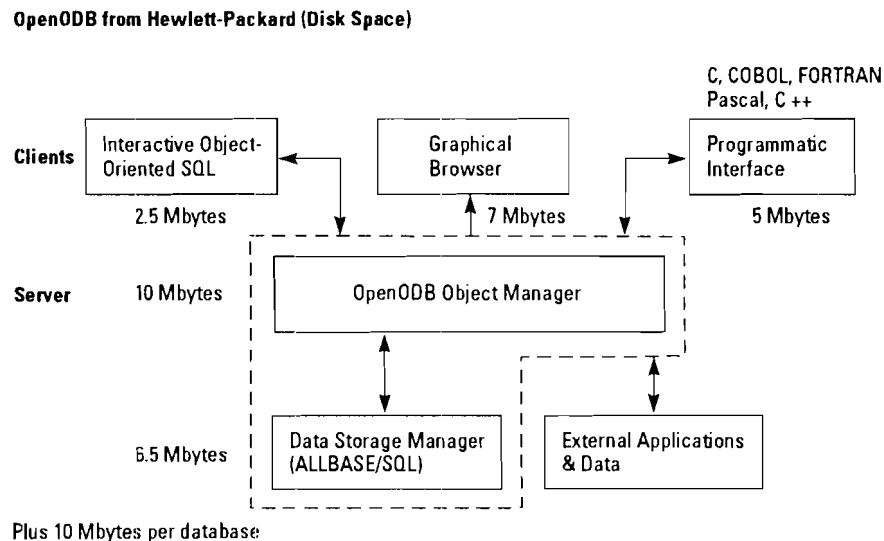 OpenODB from Hewlett-Packard (Disk Space)
C, COBOL, FORTRAN
Pascal, C ++
Clients
Interactive Object-
Oriented SQL
Graphical
Browser
Programmatic
Interface
2.5 Mbytes
7 Mbytes
5 Mbytes
Server
10 Mbytes
OpenODB Object Manager
6.5 Mbytes
Data Storage Manager
(ALLBASE/SQL)
External Applications
& Data
Plus 10 Mbytes per database